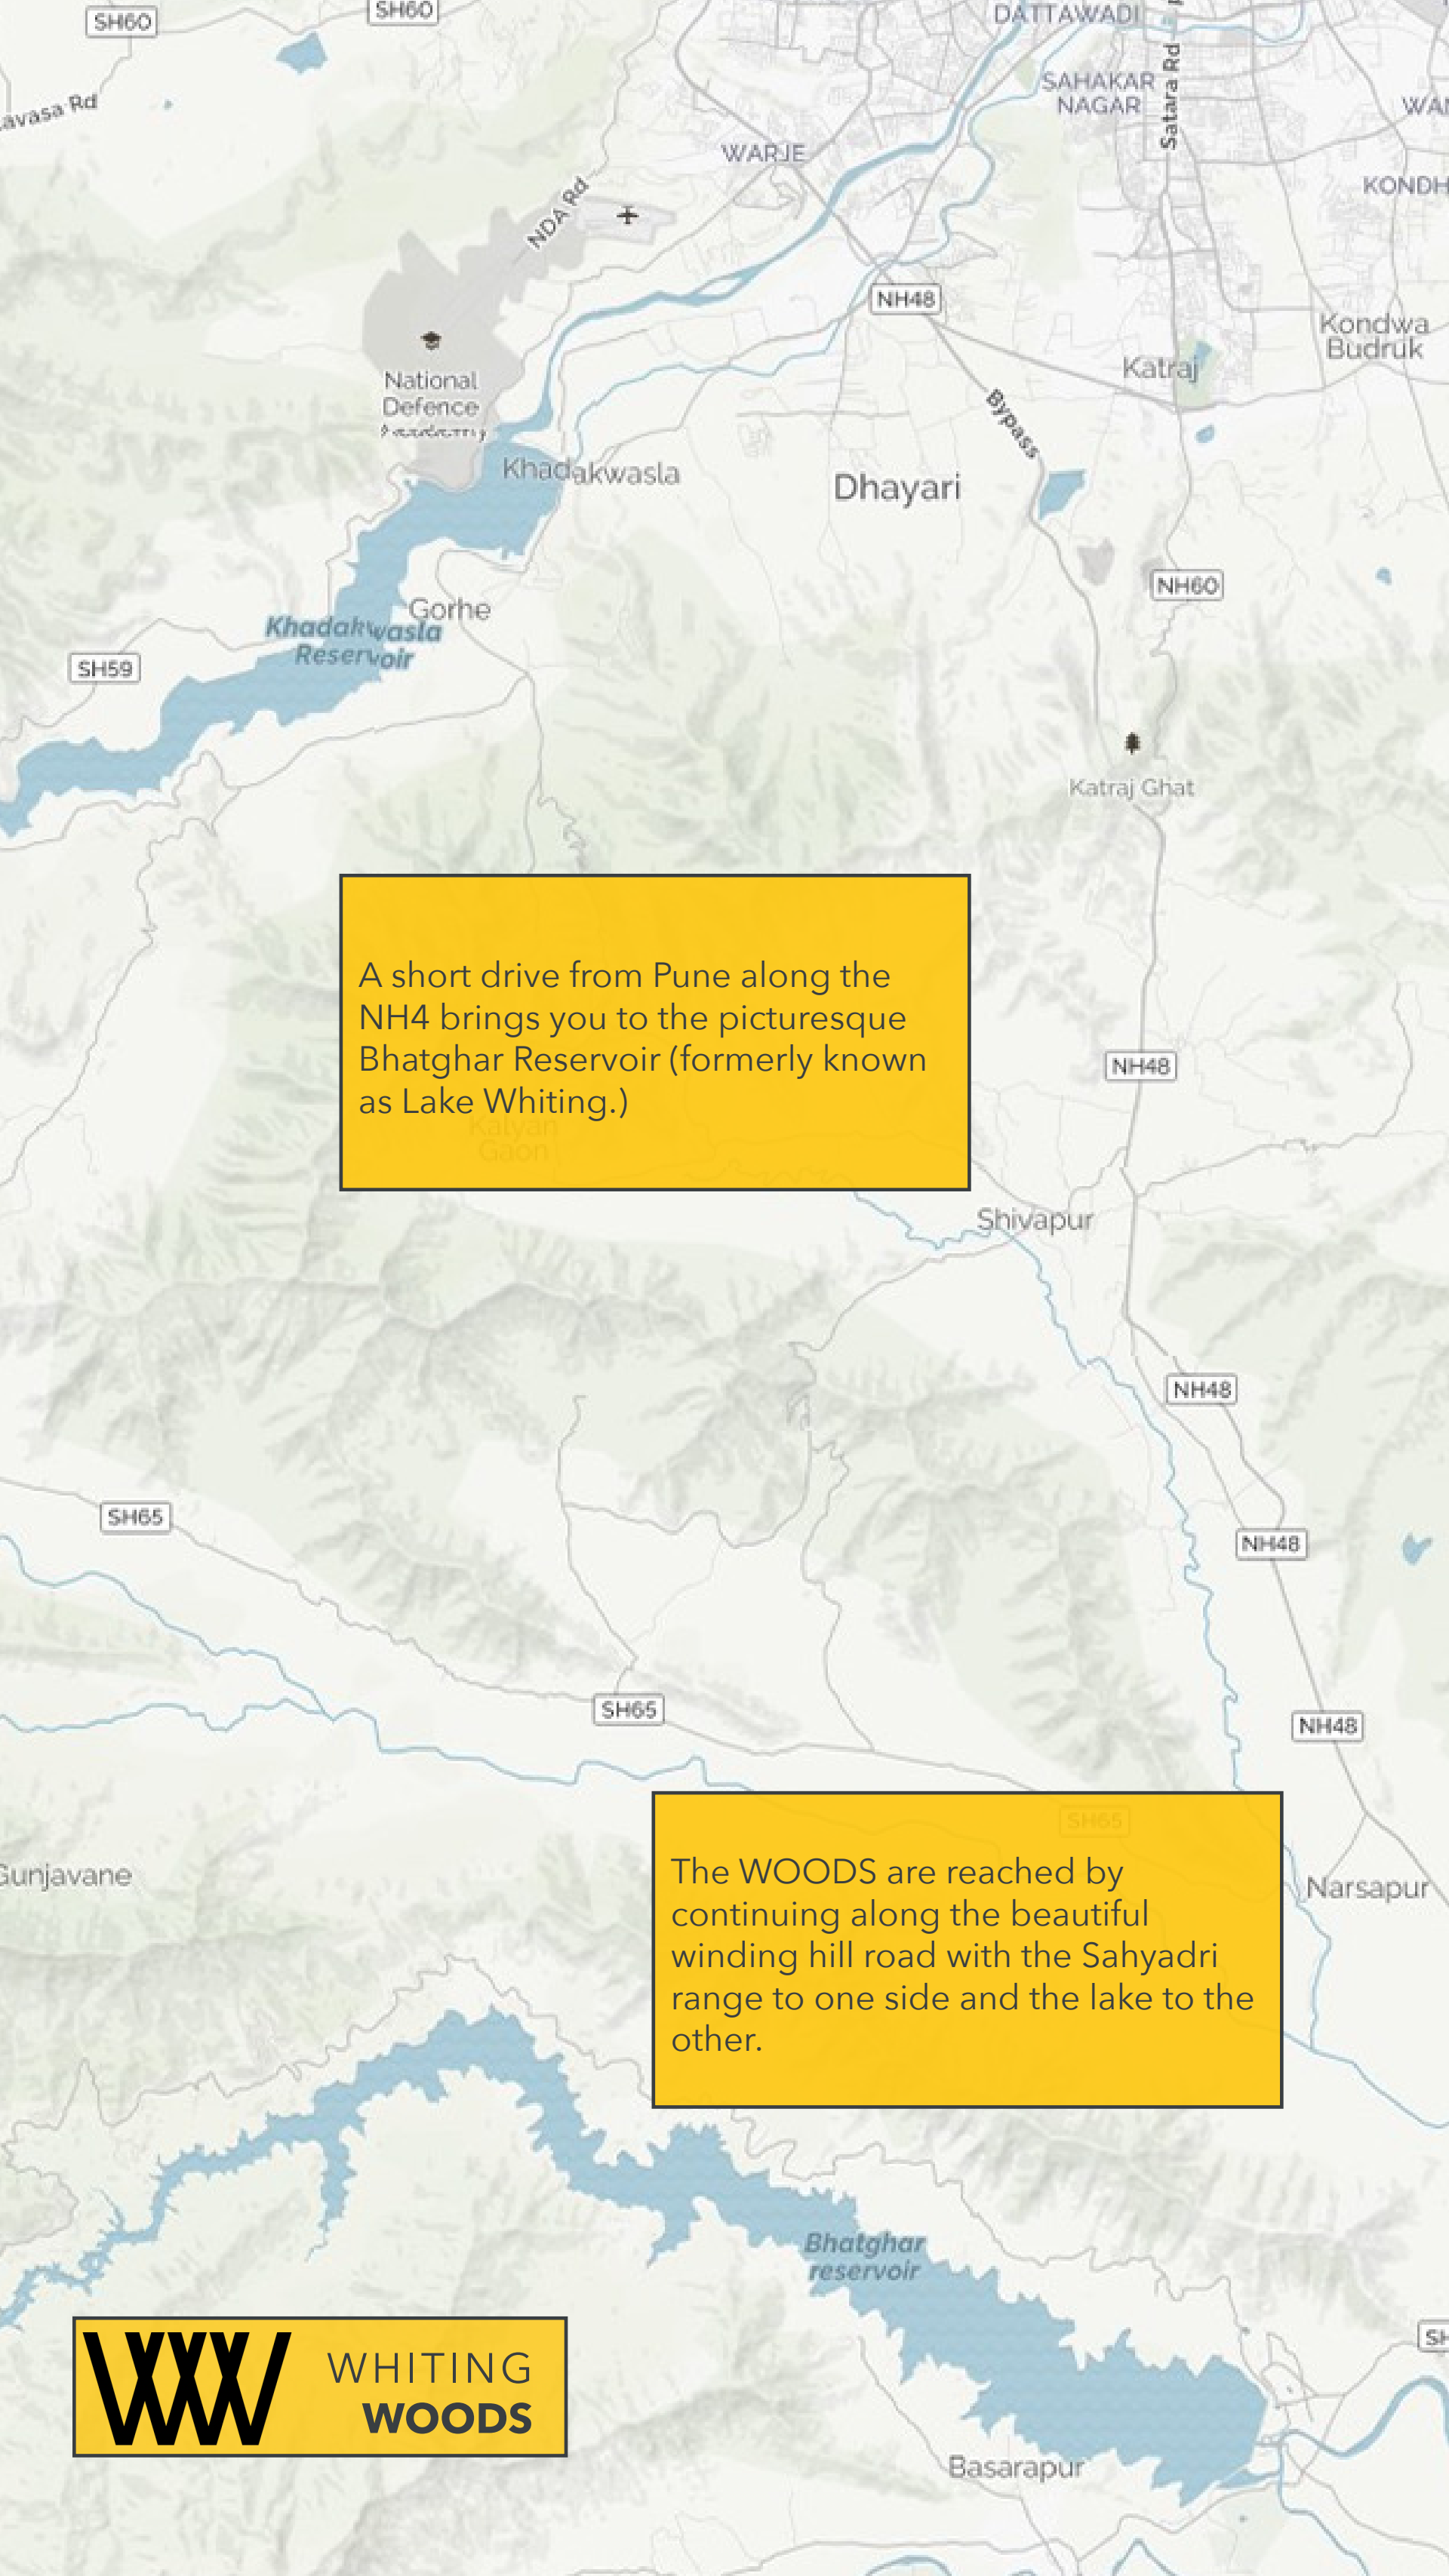 SH60
SH60
DATTAWADI
Satara Rd
SAHAKAR
NAGAR
WARJE
NDA Rd
NH48
Kondwa
Budruk
Katraj
National
Defence
Bypass
Khadakwasla
Dhayari
NH60
Gorhe
Khadakwasla
Reservoir
SH59
Katraj Ghat
A short drive from Pune along the
NH4 brings you to the picturesque
Bhatghar Reservoir (formerly known
as Lake Whiting.)
Kalyan
Gaon
NH48
Shivapur
NH48
SH65
NH48
SH65
NH48
SH65
The WOODS are reached by
continuing along the beautiful
winding hill road with the Sahyadri
range to one side and the lake to the
other.
Narsapur
Bhatghar
reservoir
WHITING
WOODS
Basarapur